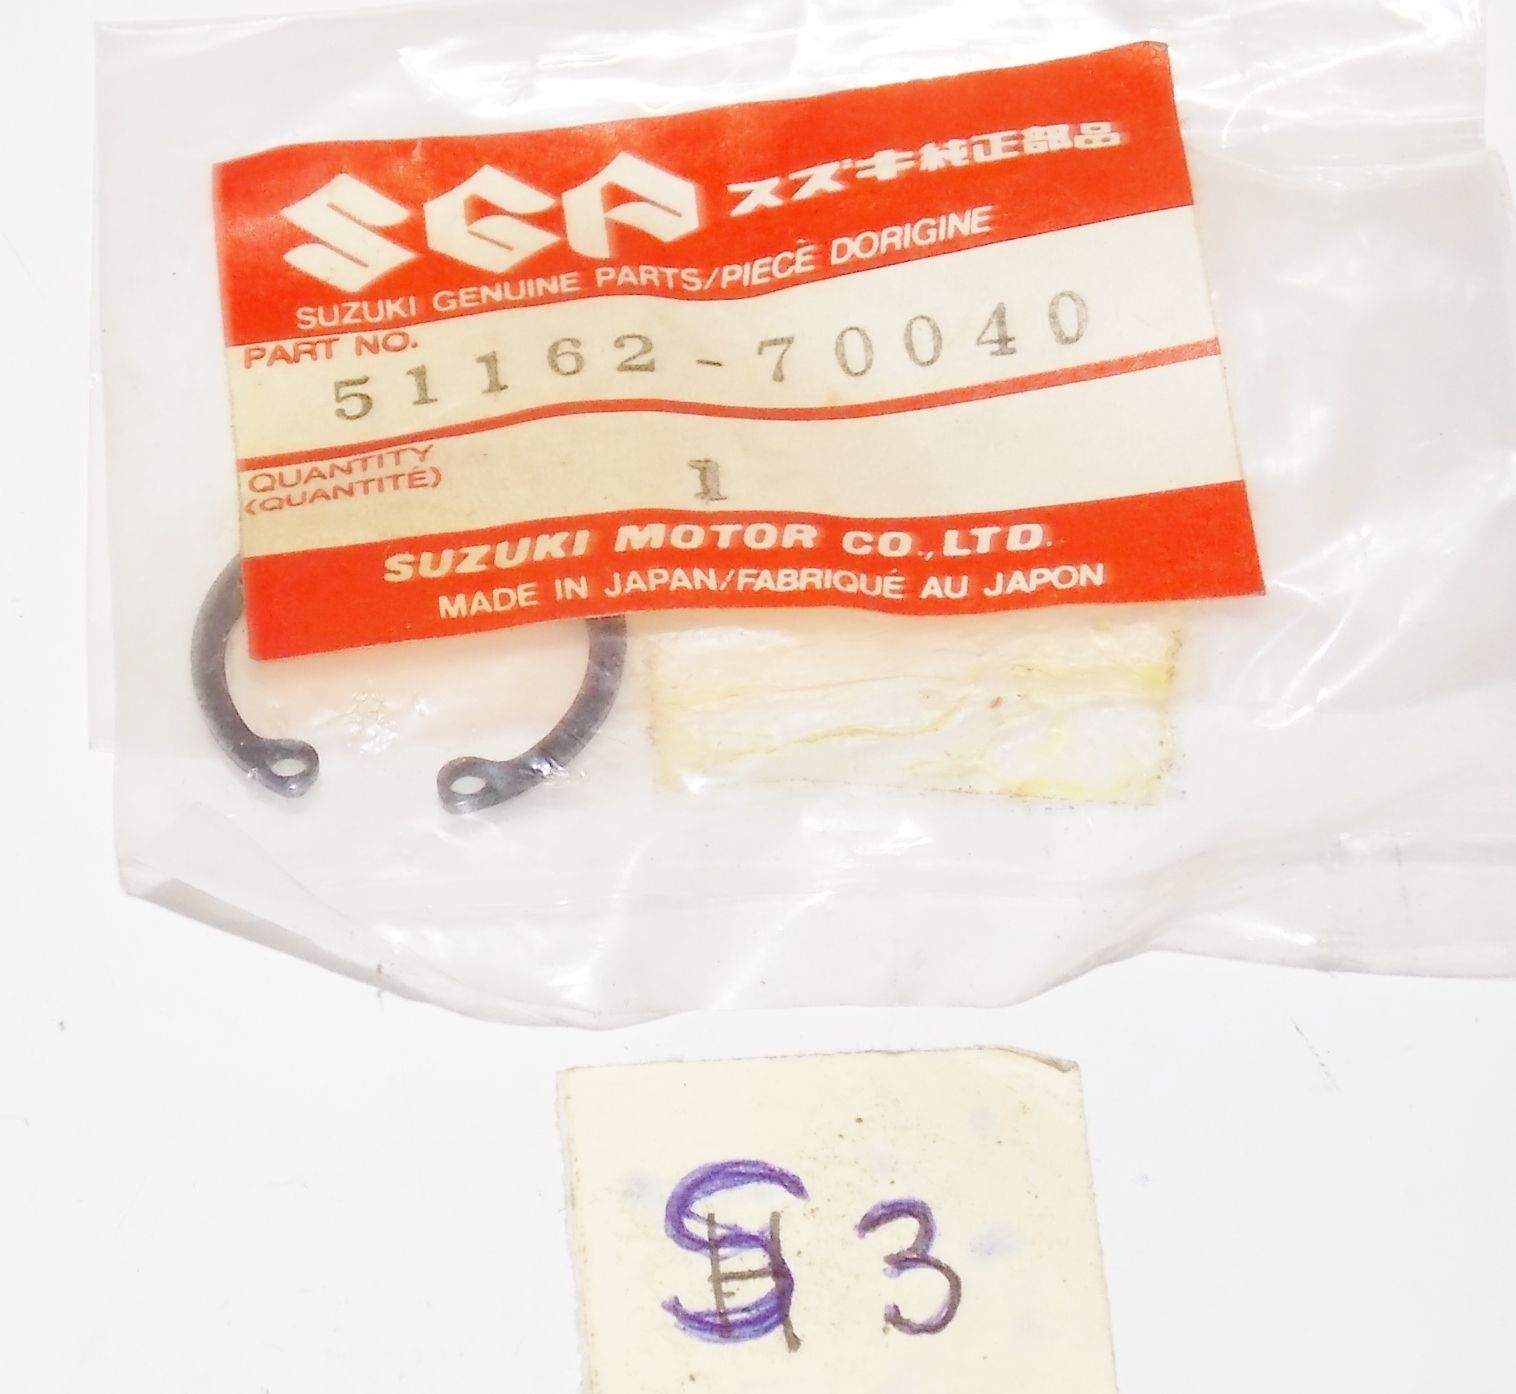 SGP スズキ純正部品
SUZUKI GENUINE PARTS/PIECÈ DORIGINE
PART NO.
51162-70040
QUANTITY
(QUANTITÉ)
1
SUZUKI MOTOR CO., LTD.
MADE IN JAPAN/FABRIQUÉ AU JAPON
S 3